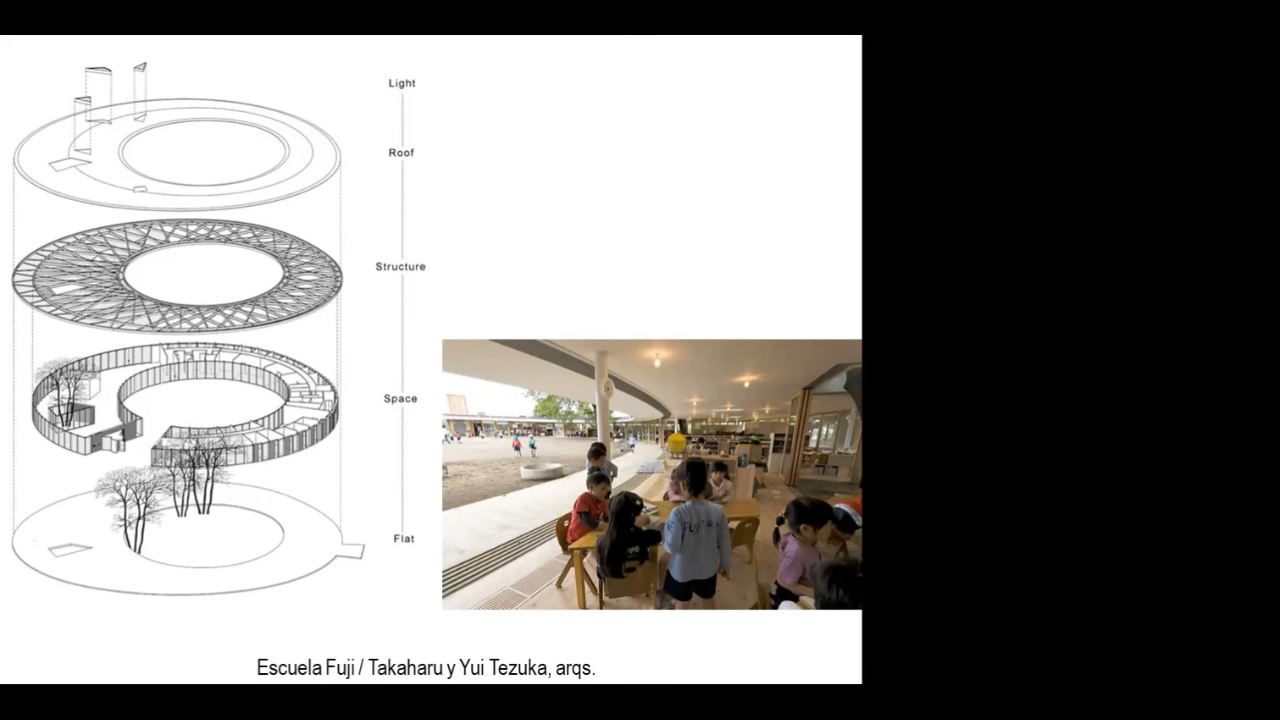 Light
Roof
Structure
Space
Flat
Escuela Fuji / Takaharu y Yui Tezuka, arqs.